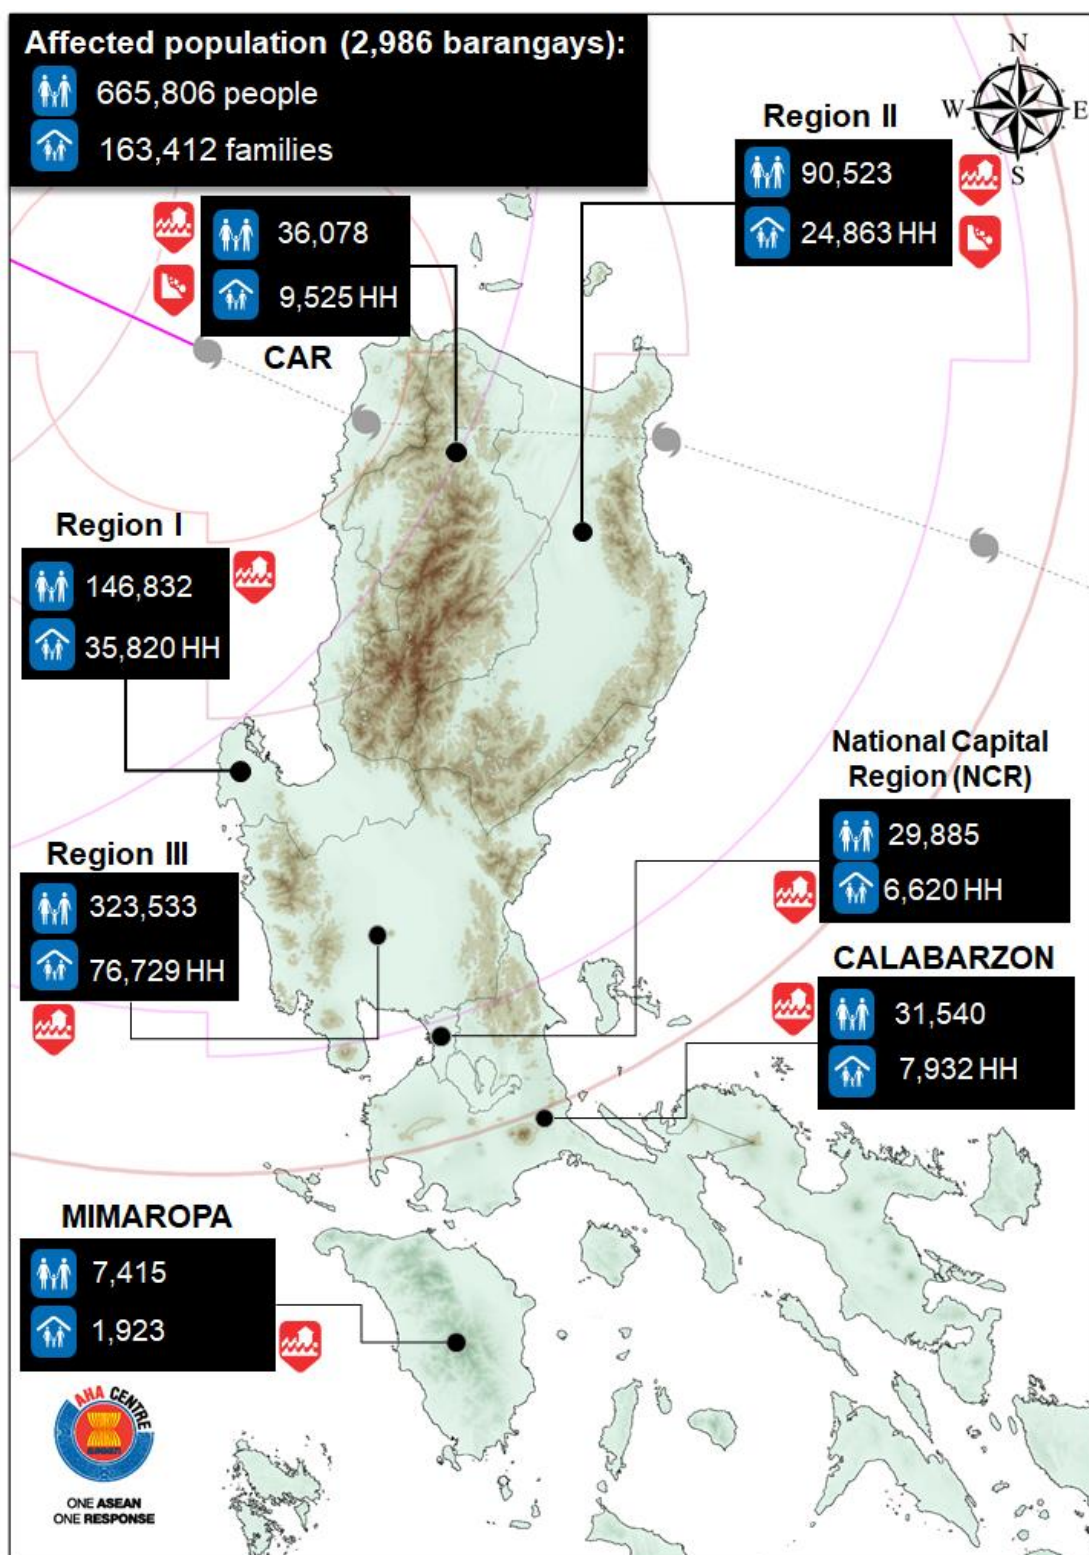 Affected population (2,986 barangays):
665,806 people
163,412 families
N
W
E
S
Region II
90,523
24,863 HH
36,078
9,525 HH
CAR
Region I
146,832
35,820 HH
National Capital
Region (NCR)
29,885
6,620 HH
Region III
323,533
76,729 HH
CALABARZON
31,540
7,932 HH
MIMAROPA
7,415
1,923
AHA CENTRE
ONE ASEAN
ONE RESPONSE